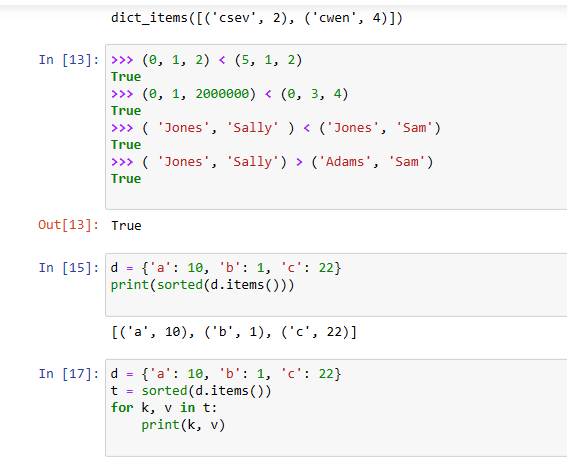 dict_items([('csev', 2), ('cwen', 4)])
In [13]: >>> (0, 1, 2) < (5, 1, 2)
True
>>> (0, 1, 2000000) < (0, 3, 4)
True
>>> ( 'Jones', 'Sally' ) < ('Jones', 'Sam')
True
>>> ( 'Jones', 'Sally') > ('Adams', 'Sam')
True
Out[13]: True
In [15]: d = {'a': 10, 'b': 1, 'c': 22}
print(sorted(d.items()))
[('a', 10), ('b', 1), ('c', 22)]
In [17]: d = {'a': 10, 'b': 1, 'c': 22}
t = sorted(d.items())
for k, v in t:
    print(k, v)